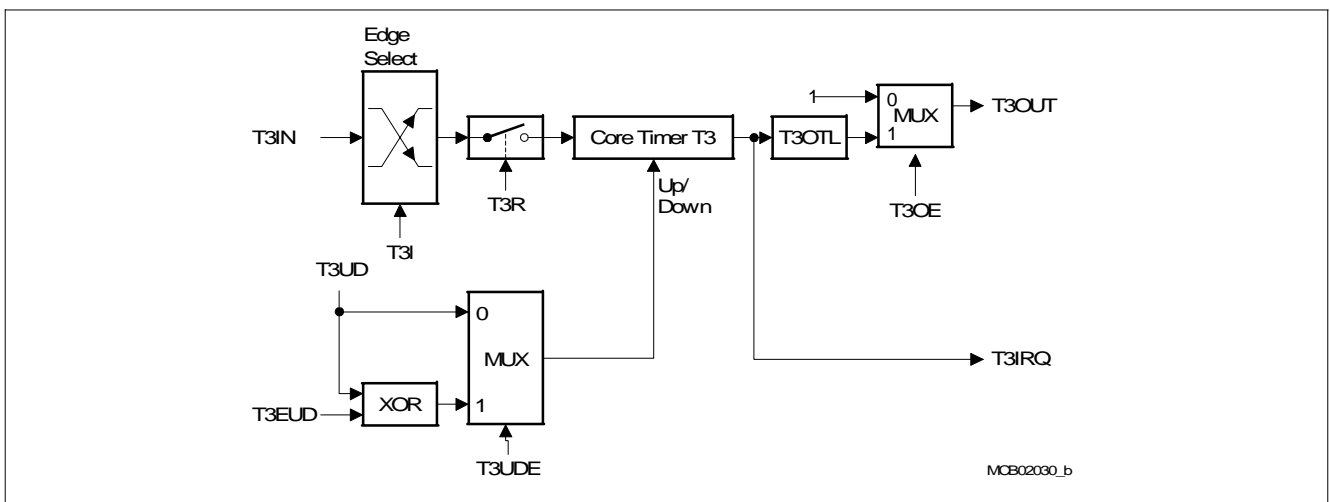 Edge
Select
T3IN
T3I
T3R
Core Timer T3
Up/
Down
T3OTL
1
0
MUX
1
T3OUT
T3OE
T3UD
0
MUX
1
XOR
T3EUD
T3UDE
T3IRQ
MCB02030_b